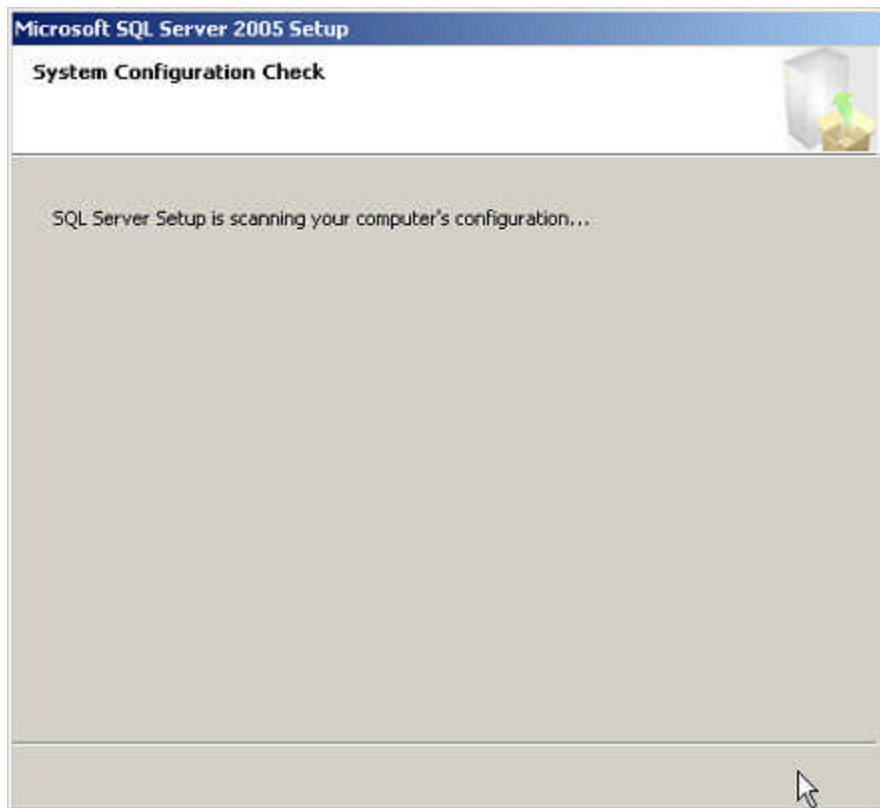 Microsoft SQL Server 2005 Setup
System Configuration Check
SQL Server Setup is scanning your computer's configuration...